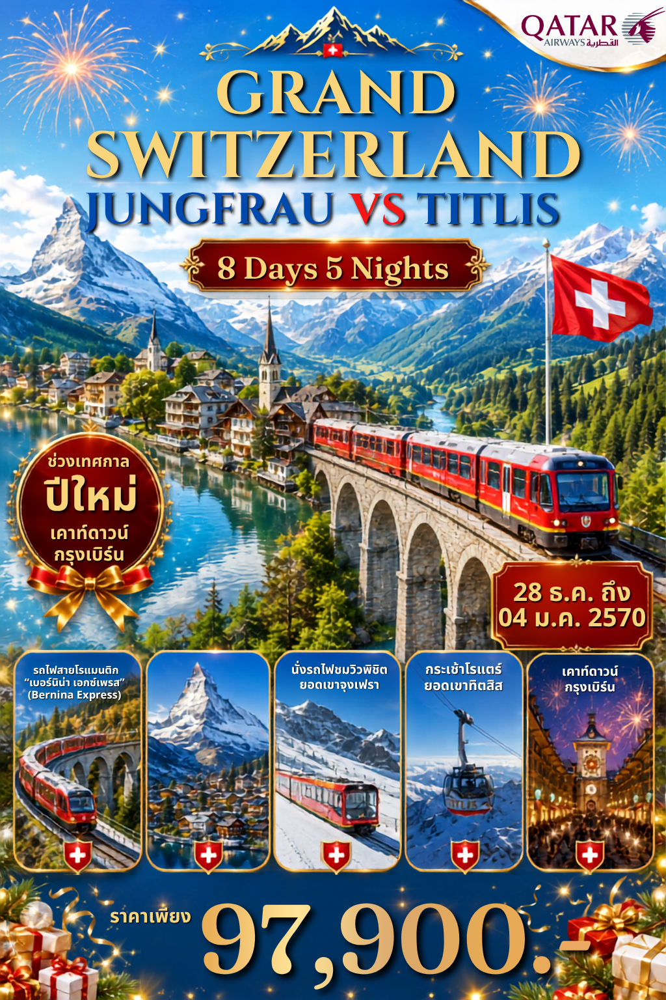 QATAR
AIRWAYS القطرية
GRAND
SWITZERLAND
JUNGFRAU VS TITLIS
8 Days 5 Nights
ช่วงเทศกาล
ปีใหม่
เคาท์ดาวน์
กรุงเบิร์น
28 ธ.ค. ถึง
04 ม.ค. 2570
รถไฟสายโรแมนติก
“เบอร์นิน่า เอกซ์เพรส”
(Bernina Express)
นั่งรถไฟชมวิวพิชิต
ยอดเขาจุงเฟรา
กระเช้าโรแตร์
ยอดเขาทิตสิส
TITLIS
เคาท์ดาวน์
กรุงเบิร์น
ราคาเพียง 97,900.-